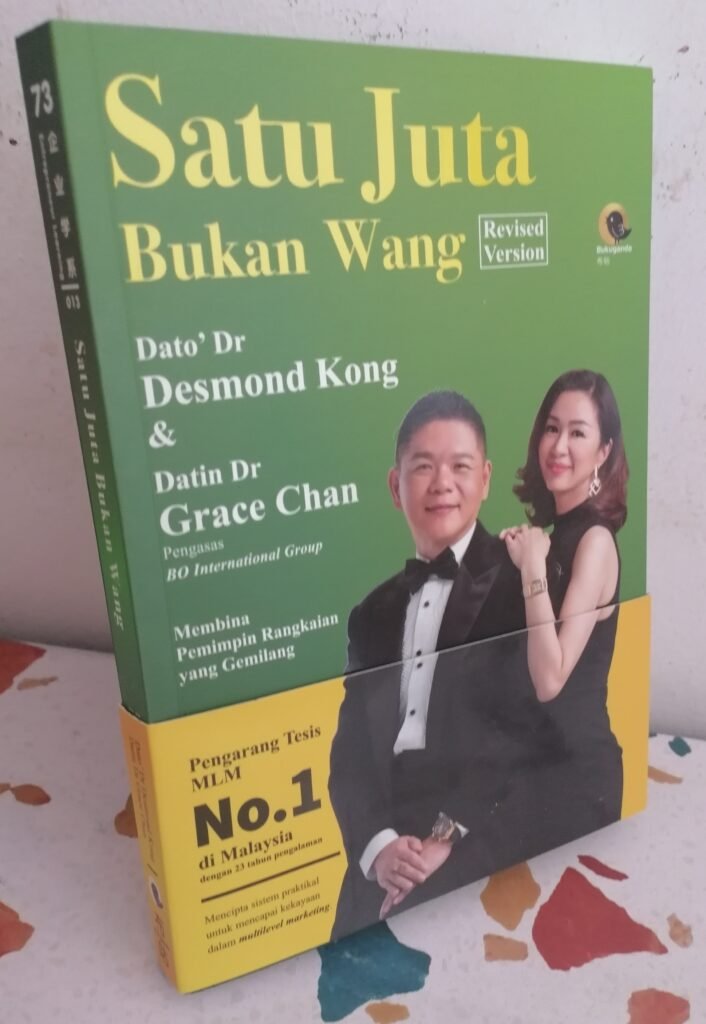 Satu Juta
Bukan Wang
Revised
Version
Bukuganda
Dato' Dr
Desmond Kong
&
Datin Dr
Grace Chan
Pengasas
BO International Group
Membina
Pemimpin Rangkaian
yang Gemilang
Pengarang Tesis
MLM
No.1
di Malaysia
dengan 23 tahun pengalaman
Mencipta sistem praktikal
untuk mencapai kekayaan
dalam multilevel marketing.
73
013
Satu Juta Bukan Wang